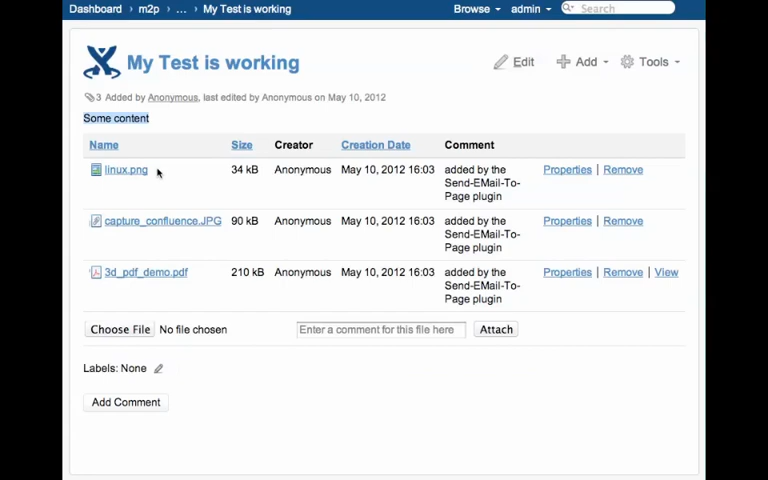 Dashboard › m2p › ... › My Test is working Browse admin Search
My Test is working Edit Add Tools
3 Added by Anonymous, last edited by Anonymous on May 10, 2012
Some content
Name Size Creator Creation Date Comment
linux.png 34 kB Anonymous May 10, 2012 16:03 added by the Properties | Remove
Send-EMail-To-
Page plugin
capture_confluence.JPG 90 kB Anonymous May 10, 2012 16:03 added by the Properties | Remove
Send-EMail-To-
Page plugin
3d_pdf_demo.pdf 210 kB Anonymous May 10, 2012 16:03 added by the Properties | Remove | View
Send-EMail-To-
Page plugin
Choose File No file chosen Enter a comment for this file here Attach
Labels: None
Add Comment